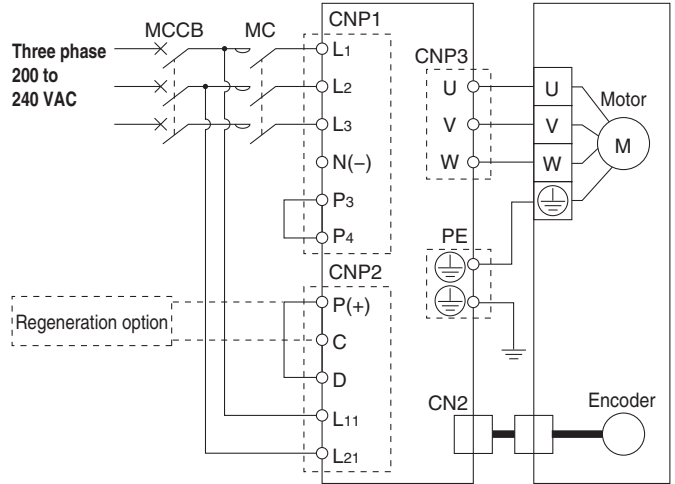 MCCB
MC
CNP1
Three phase
200 to
240 VAC
L1
L2
L3
N(−)
P3
P4
CNP3
U
V
W
U
V
W
Motor
M
PE
CNP2
Regeneration option
P(+)
C
D
L11
L21
CN2
Encoder